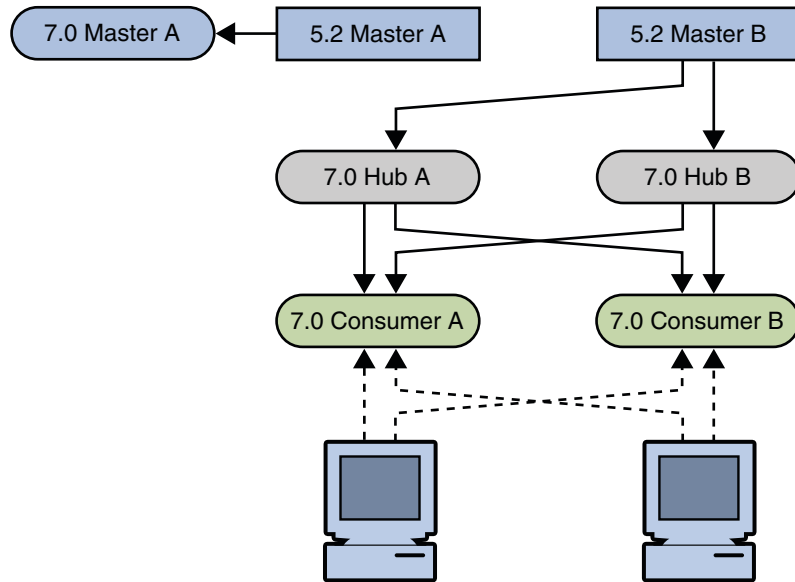 7.0 Master A
5.2 Master A
5.2 Master B
7.0 Hub A
7.0 Hub B
7.0 Consumer A
7.0 Consumer B